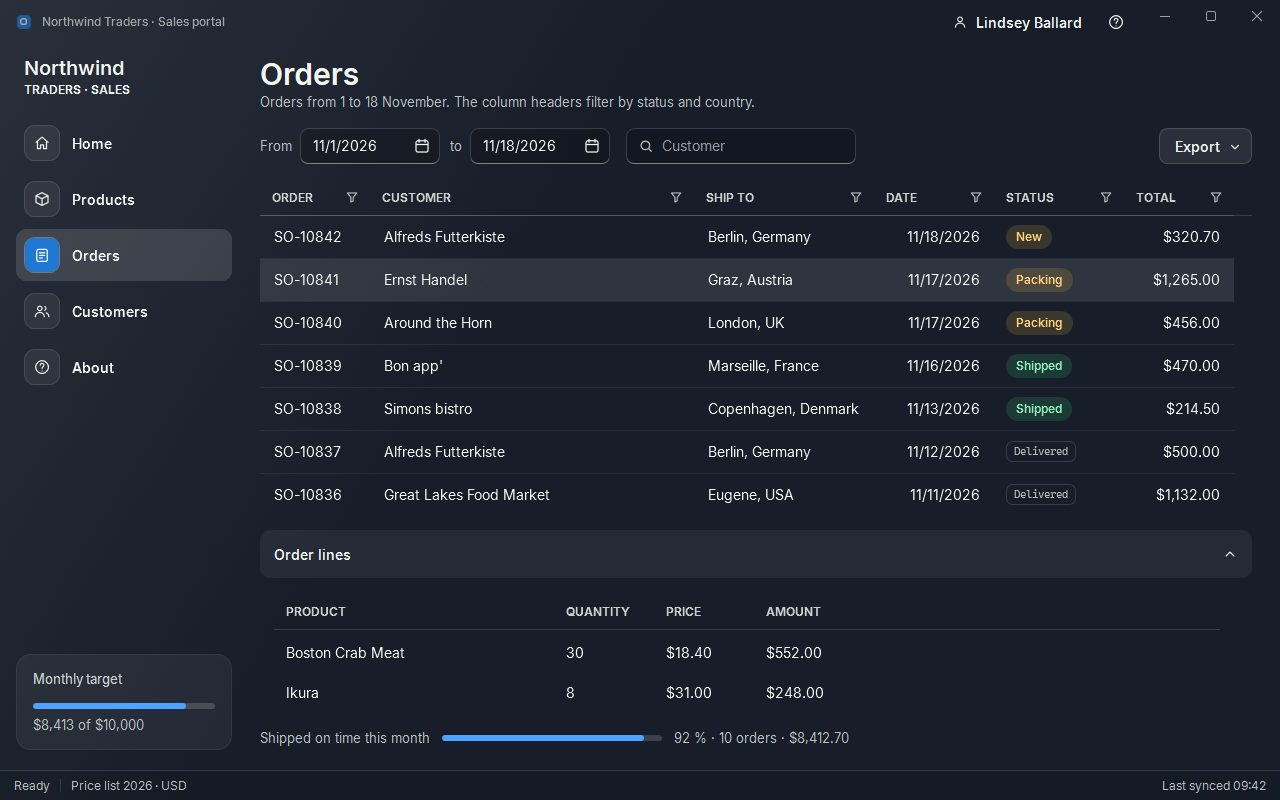 Northwind Traders · Sales portal
Lindsey Ballard
Northwind
TRADERS · SALES
Home
Products
Orders
Customers
About
Monthly target
$8,413 of $10,000
Orders
Orders from 1 to 18 November. The column headers filter by status and country.
From 11/1/2026 to 11/18/2026 Customer Export
ORDER CUSTOMER SHIP TO DATE STATUS TOTAL
SO-10842 Alfreds Futterkiste Berlin, Germany 11/18/2026 New $320.70
SO-10841 Ernst Handel Graz, Austria 11/17/2026 Packing $1,265.00
SO-10840 Around the Horn London, UK 11/17/2026 Packing $456.00
SO-10839 Bon app' Marseille, France 11/16/2026 Shipped $470.00
SO-10838 Simons bistro Copenhagen, Denmark 11/13/2026 Shipped $214.50
SO-10837 Alfreds Futterkiste Berlin, Germany 11/12/2026 Delivered $500.00
SO-10836 Great Lakes Food Market Eugene, USA 11/11/2026 Delivered $1,132.00
Order lines
PRODUCT QUANTITY PRICE AMOUNT
Boston Crab Meat 30 $18.40 $552.00
Ikura 8 $31.00 $248.00
Shipped on time this month 92 % · 10 orders · $8,412.70
Ready Price list 2026 · USD Last synced 09:42